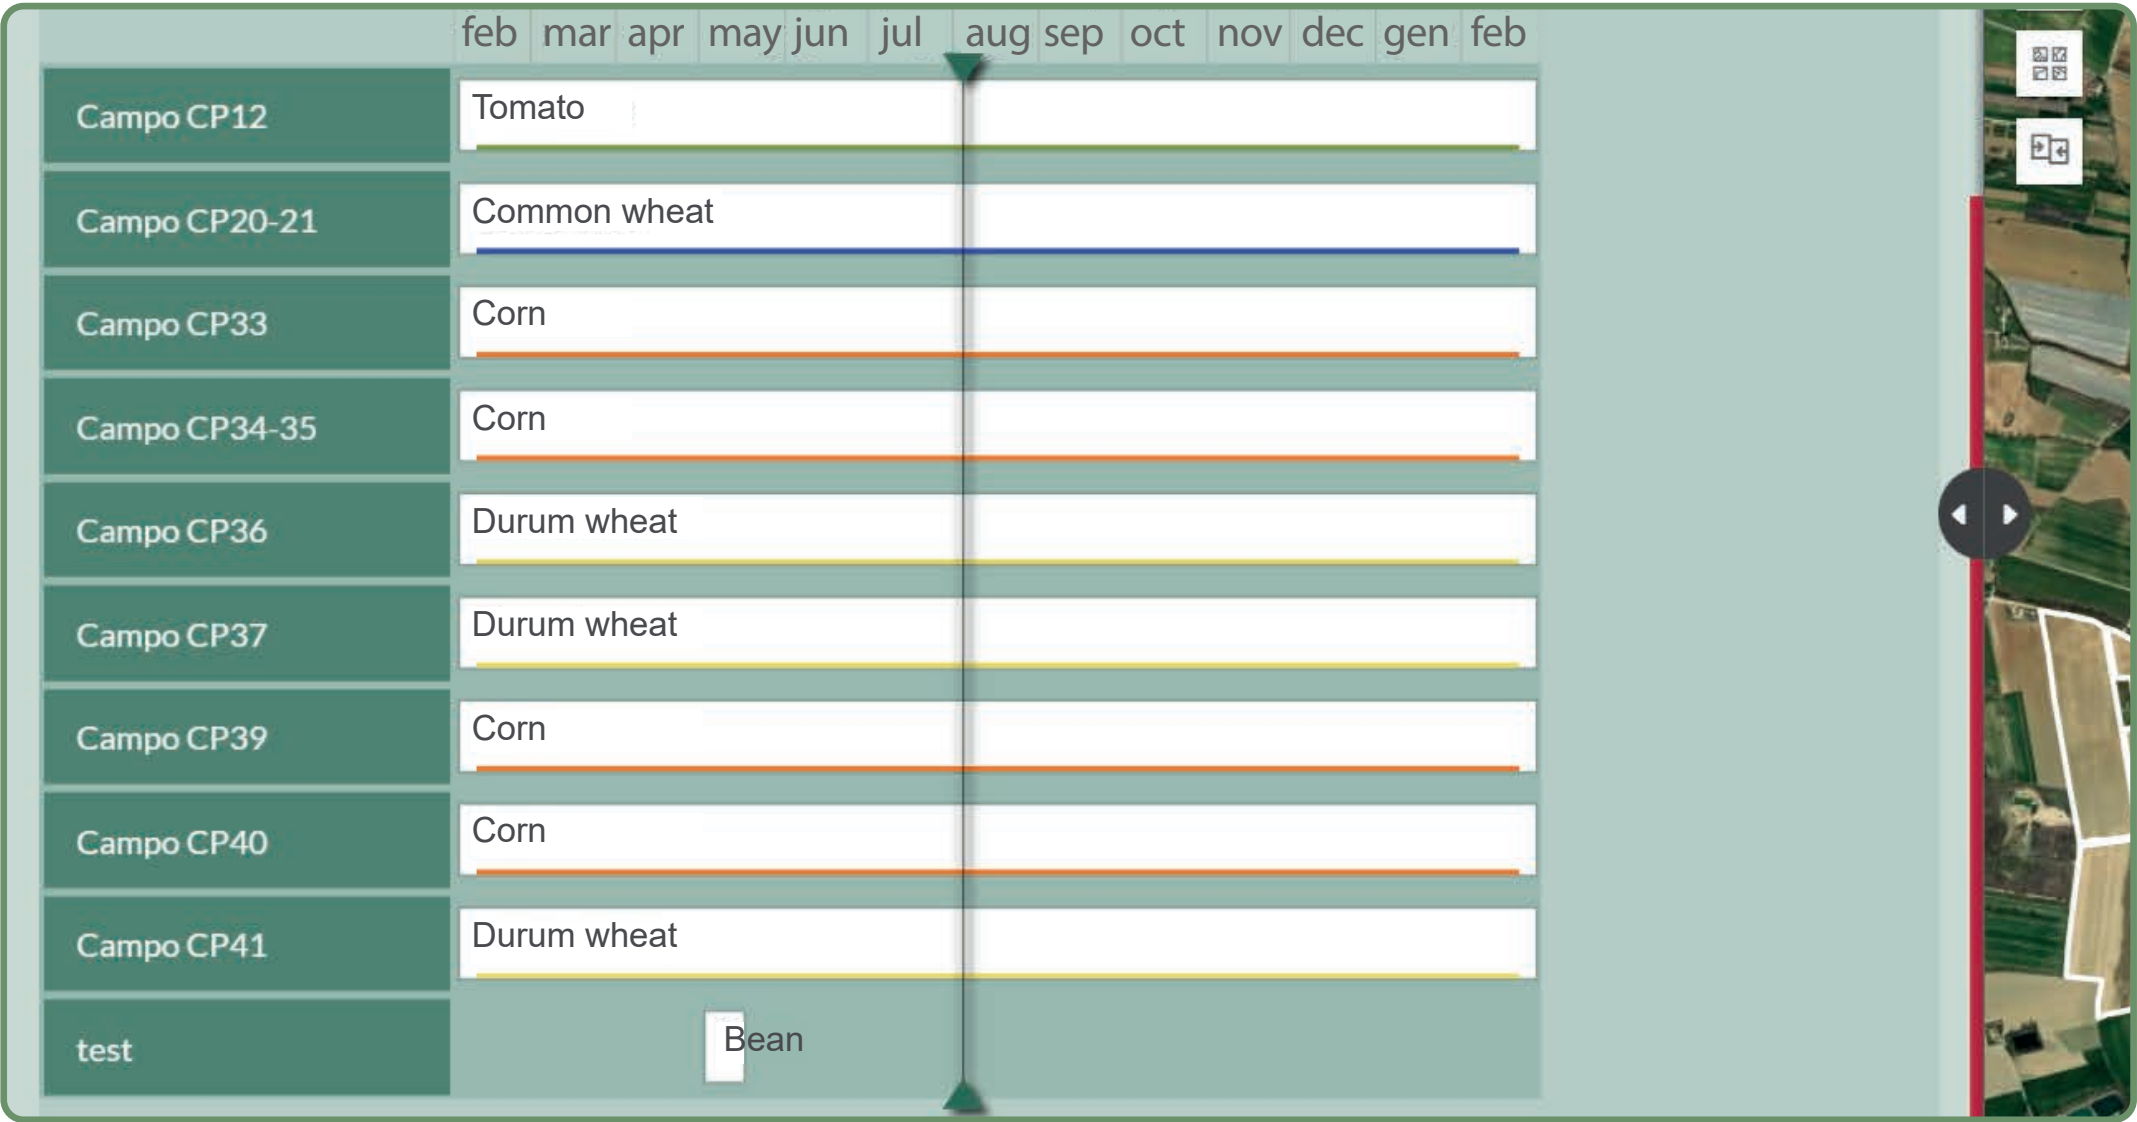 feb mar apr may jun jul aug sep oct nov dec gen feb
Campo CP12 Tomato
Campo CP20-21 Common wheat
Campo CP33 Corn
Campo CP34-35 Corn
Campo CP36 Durum wheat
Campo CP37 Durum wheat
Campo CP39 Corn
Campo CP40 Corn
Campo CP41 Durum wheat
test Bean